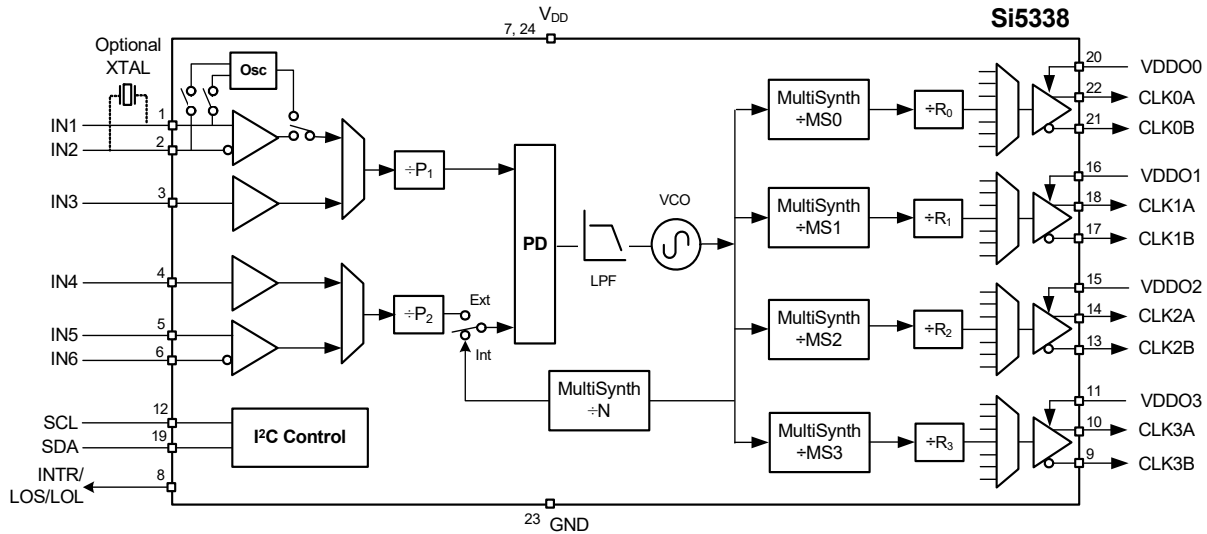 V_DD
Si5338
7, 24
Optional
XTAL
Osc
1
IN1
2
IN2
3
IN3
÷P₁
4
IN4
5
IN5
6
IN6
÷P₂
Ext
Int
PD
LPF
VCO
MultiSynth
÷N
12
SCL
19
SDA
I²C Control
8
INTR/
LOS/LOL
23
GND
MultiSynth
÷MS0
÷R₀
20
VDDO0
22
CLK0A
21
CLK0B
MultiSynth
÷MS1
÷R₁
16
VDDO1
18
CLK1A
17
CLK1B
MultiSynth
÷MS2
÷R₂
15
VDDO2
14
CLK2A
13
CLK2B
MultiSynth
÷MS3
÷R₃
11
VDDO3
10
CLK3A
9
CLK3B